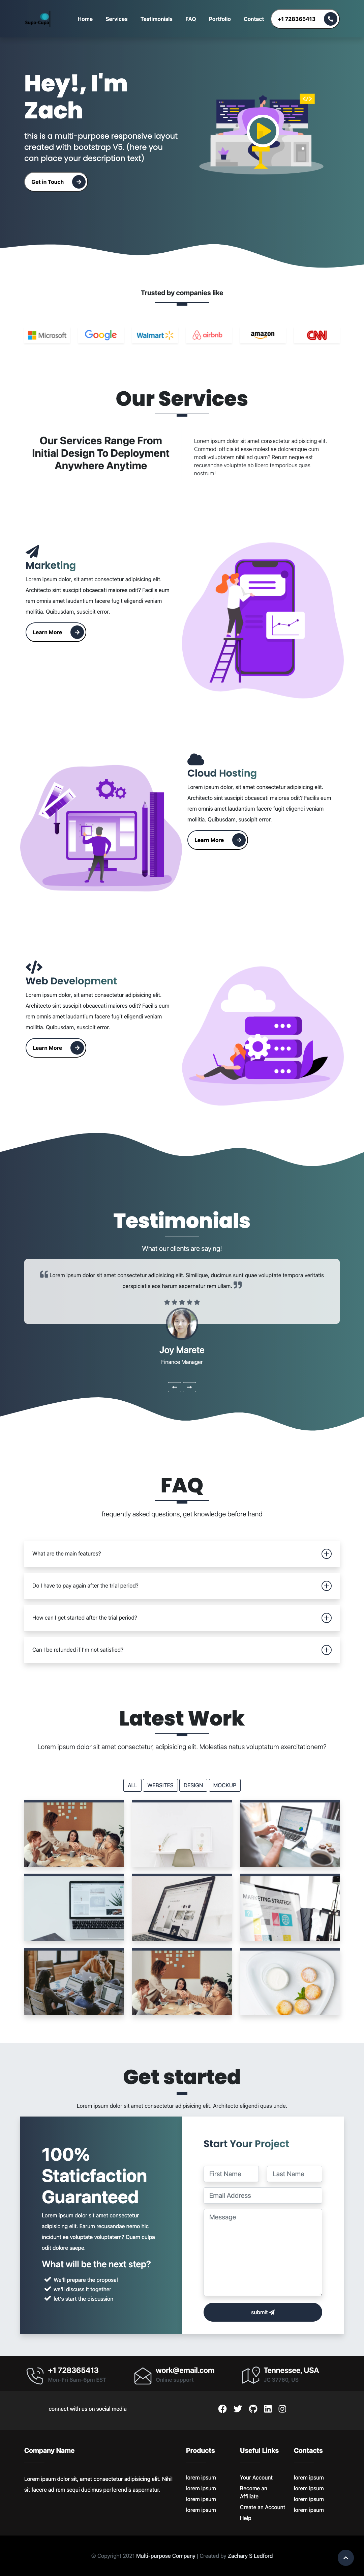 Home Services Testimonials FAQ Portfolio Contact +1 728365413
Hey!, I'm
Zach
this is a multi-purpose responsive layout
created with bootstrap V5. (here you
can place your description text)
Get in Touch
Trusted by companies like
Microsoft Google Walmart airbnb amazon CNN
Our Services
Our Services Range From
Initial Design To Deployment
Anywhere Anytime
Lorem ipsum dolor sit amet consectetur adipisicing elit.
Commodi officia id esse molestiae doloremque cum
modi voluptatem nihil ad quam? Rerum neque est
recusandae voluptate ab libero temporibus quas
nostrum!
Marketing
Lorem ipsum dolor, sit amet consectetur adipisicing elit.
Architecto sint suscipit obcaecati maiores odit? Facilis eum
rem omnis amet laudantium facere fugit eligendi veniam
mollitia. Quibusdam, suscipit error.
Learn More
Cloud Hosting
Lorem ipsum dolor, sit amet consectetur adipisicing elit.
Architecto sint suscipit obcaecati maiores odit? Facilis eum
rem omnis amet laudantium facere fugit eligendi veniam
mollitia. Quibusdam, suscipit error.
Learn More
Web Development
Lorem ipsum dolor, sit amet consectetur adipisicing elit.
Architecto sint suscipit obcaecati maiores odit? Facilis eum
rem omnis amet laudantium facere fugit eligendi veniam
mollitia. Quibusdam, suscipit error.
Learn More
Testimonials
What our clients are saying!
Lorem ipsum dolor sit amet consectetur adipisicing elit. Similique, ducimus sunt quae voluptate tempora veritatis
perspiciatis eos harum aspernatur rem ullam.
Joy Marete
Finance Manager
FAQ
frequently asked questions, get knowledge before hand
What are the main features?
Do I have to pay again after the trial period?
How can I get started after the trial period?
Can I be refunded if I'm not satisfied?
Latest Work
Lorem ipsum dolor sit amet consectetur, adipisicing elit. Molestias natus voluptatum exercitationem?
ALL WEBSITES DESIGN MOCKUP
MARKETING STRATEGY
Get started
Lorem ipsum dolor sit amet consectetur adipisicing elit. Architecto eligendi quas unde.
100%
Staticfaction
Guaranteed
Lorem ipsum dolor sit amet consectetur
adipisicing elit. Earum recusandae nemo hic
incidunt ea voluptate voluptatem? Quam culpa
odit dolore saepe.
What will be the next step?
We'll prepare the proposal
we'll discuss it together
let's start the discussion
Start Your Project
First Name Last Name
Email Address
Message
submit
+1 728365413
Mon-Fri 9am-6pm EST
work@email.com
Online support
Tennessee, USA
JC 37760, US
connect with us on social media
Company Name
Lorem ipsum dolor sit, amet consectetur adipisicing elit. Nihil
sit facere ad rem sequi ducimus perferendis aspernatur.
Products
lorem ipsum
lorem ipsum
lorem ipsum
lorem ipsum
Useful Links
Your Account
Become an
Affiliate
Create an Account
Help
Contacts
lorem ipsum
lorem ipsum
lorem ipsum
lorem ipsum
© Copyright 2021 Multi-purpose Company | Created by Zachary S Ledford